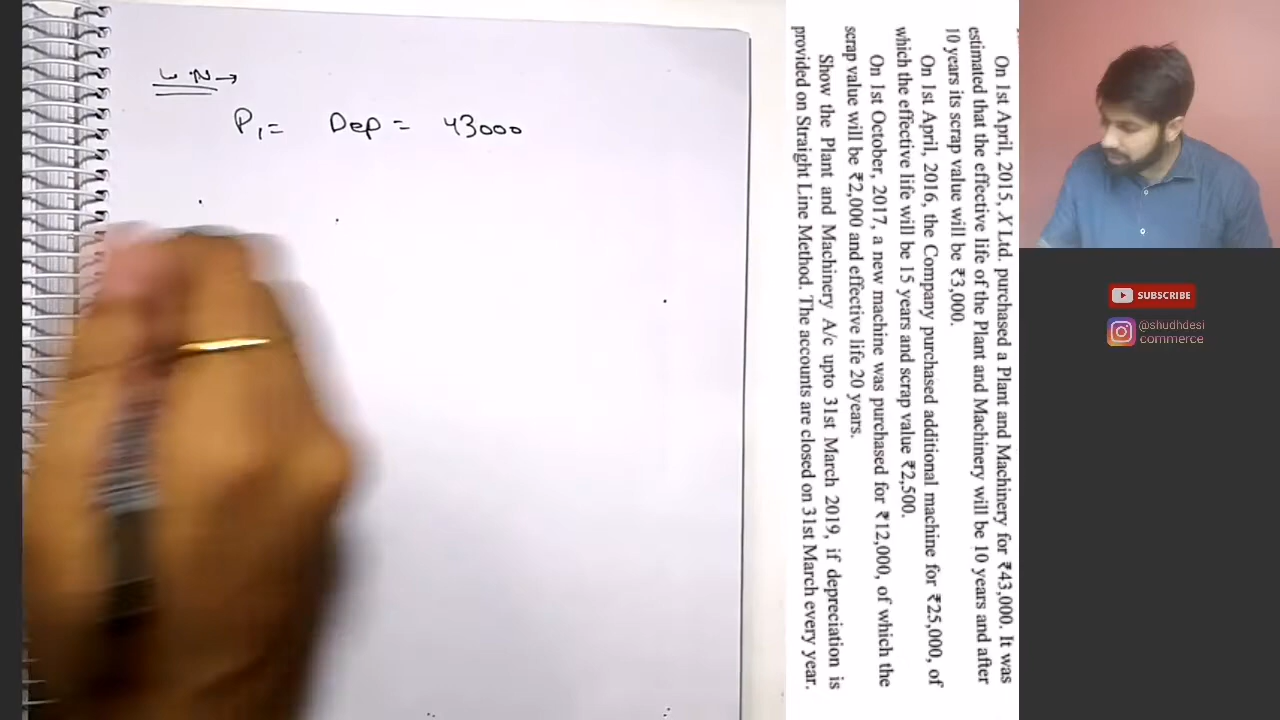 W.N→
P1= Dep = 43000
On 1st April, 2015, X Ltd. purchased a Plant and Machinery for ₹43,000. It was
estimated that the effective life of the Plant and Machinery will be 10 years and after
10 years its scrap value will be ₹3,000.
On 1st April, 2016, the Company purchased additional machine for ₹25,000, of
which the effective life will be 15 years and scrap value ₹2,500.
On 1st October, 2017, a new machine was purchased for ₹12,000, of which the
scrap value will be ₹2,000 and effective life 20 years.
Show the Plant and Machinery A/c upto 31st March 2019, if depreciation is
provided on Straight Line Method. The accounts are closed on 31st March every year.
SUBSCRIBE
@shudhdesi
commerce